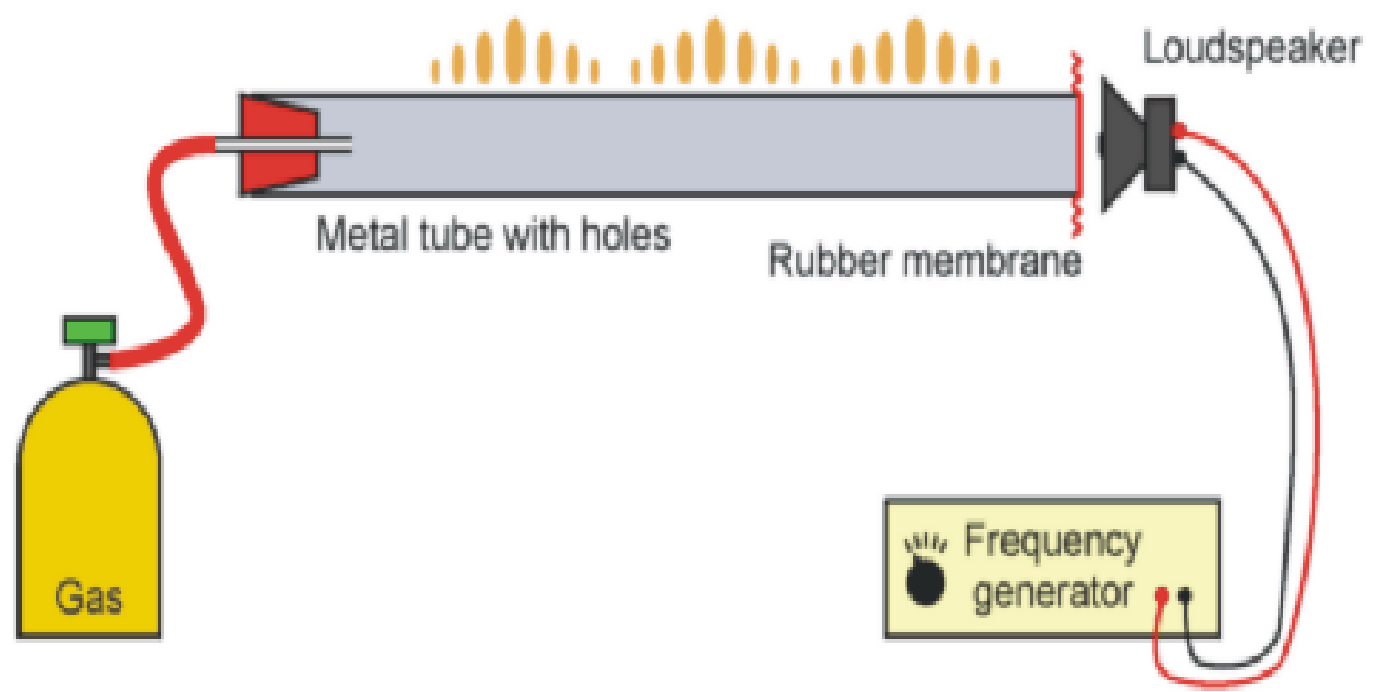 Loudspeaker
Metal tube with holes
Rubber membrane
Gas
Frequency
generator